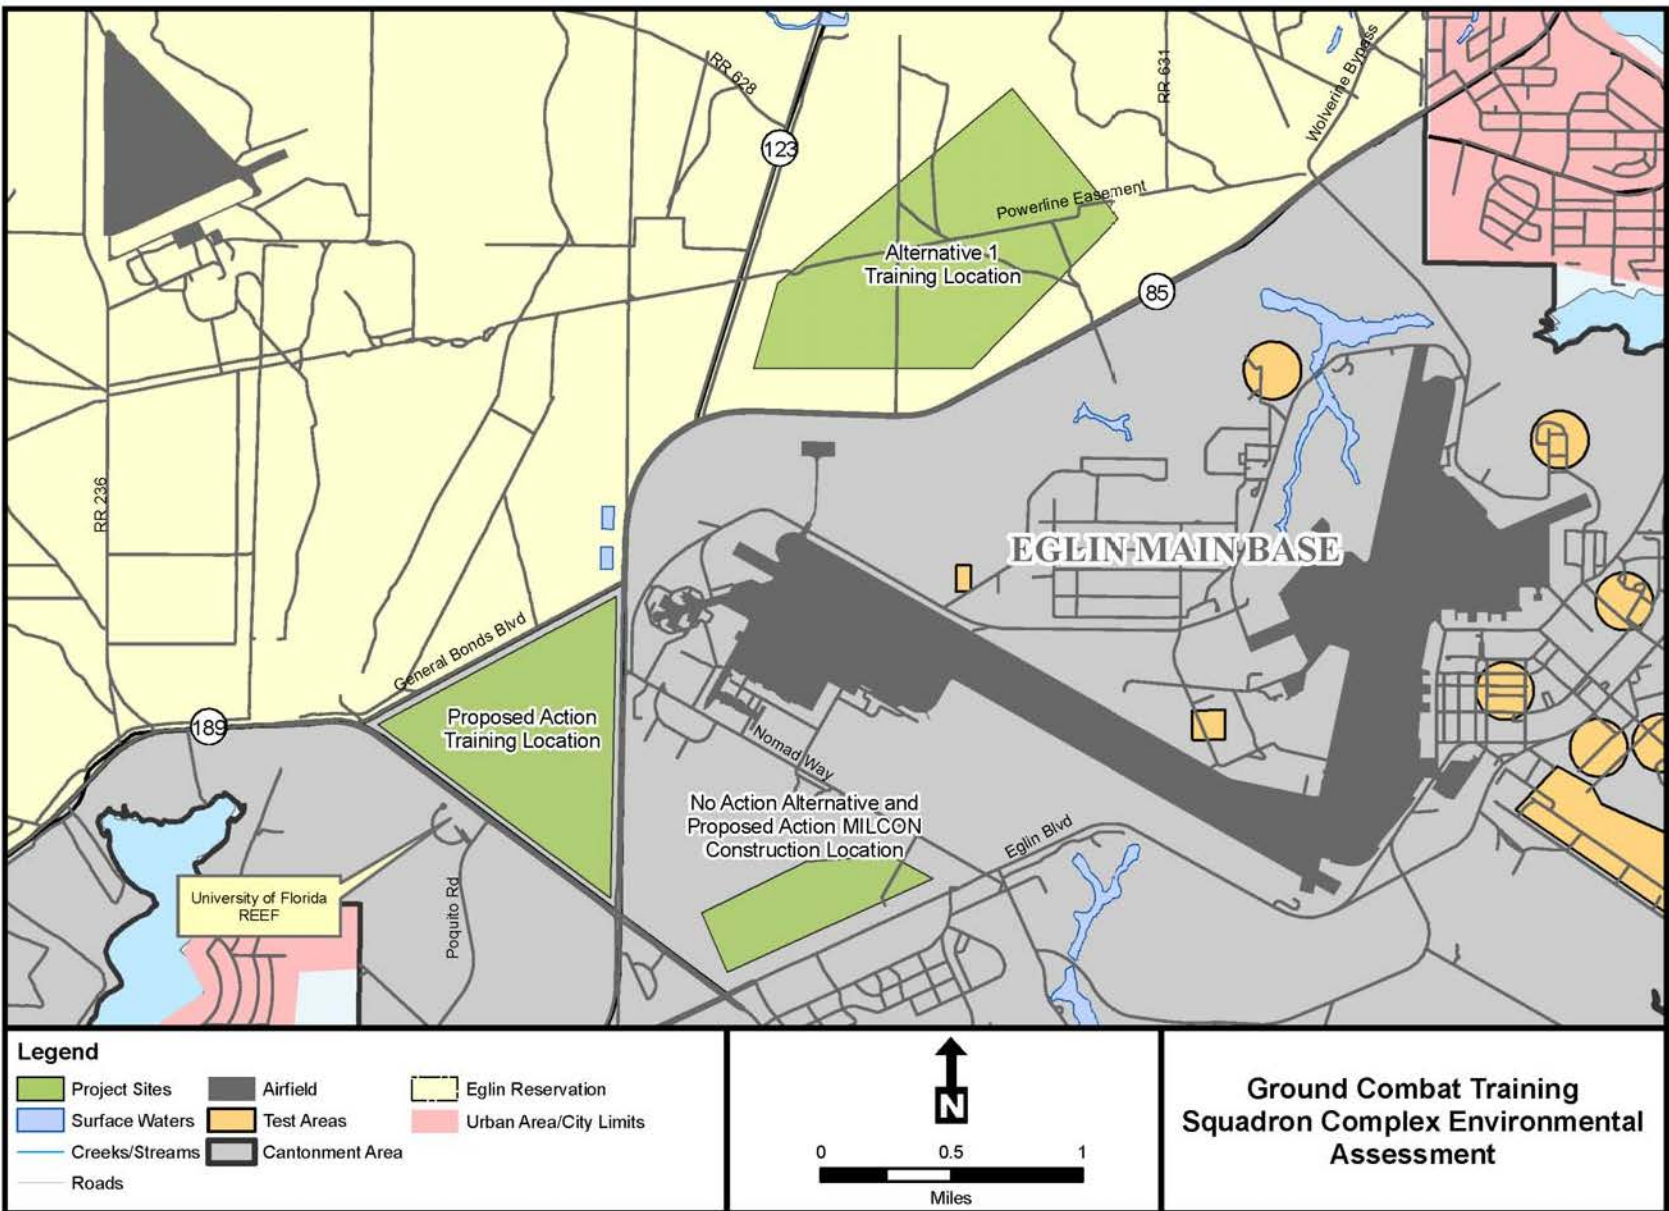 RR 628
RR 631
Wolverine Bypass
123
Powerline Easement
Alternative 1
Training Location
85
RR 236
EGLIN MAIN BASE
General Bonds Blvd
189
Proposed Action
Training Location
Nomad Way
No Action Alternative and
Proposed Action MILCON
Construction Location
Eglin Blvd
University of Florida
REEF
Poquito Rd
Legend
Project Sites
Surface Waters
Creeks/Streams
Roads
Airfield
Test Areas
Cantonment Area
Eglin Reservation
Urban Area/City Limits
N
0 0.5 1
Miles
Ground Combat Training
Squadron Complex Environmental
Assessment